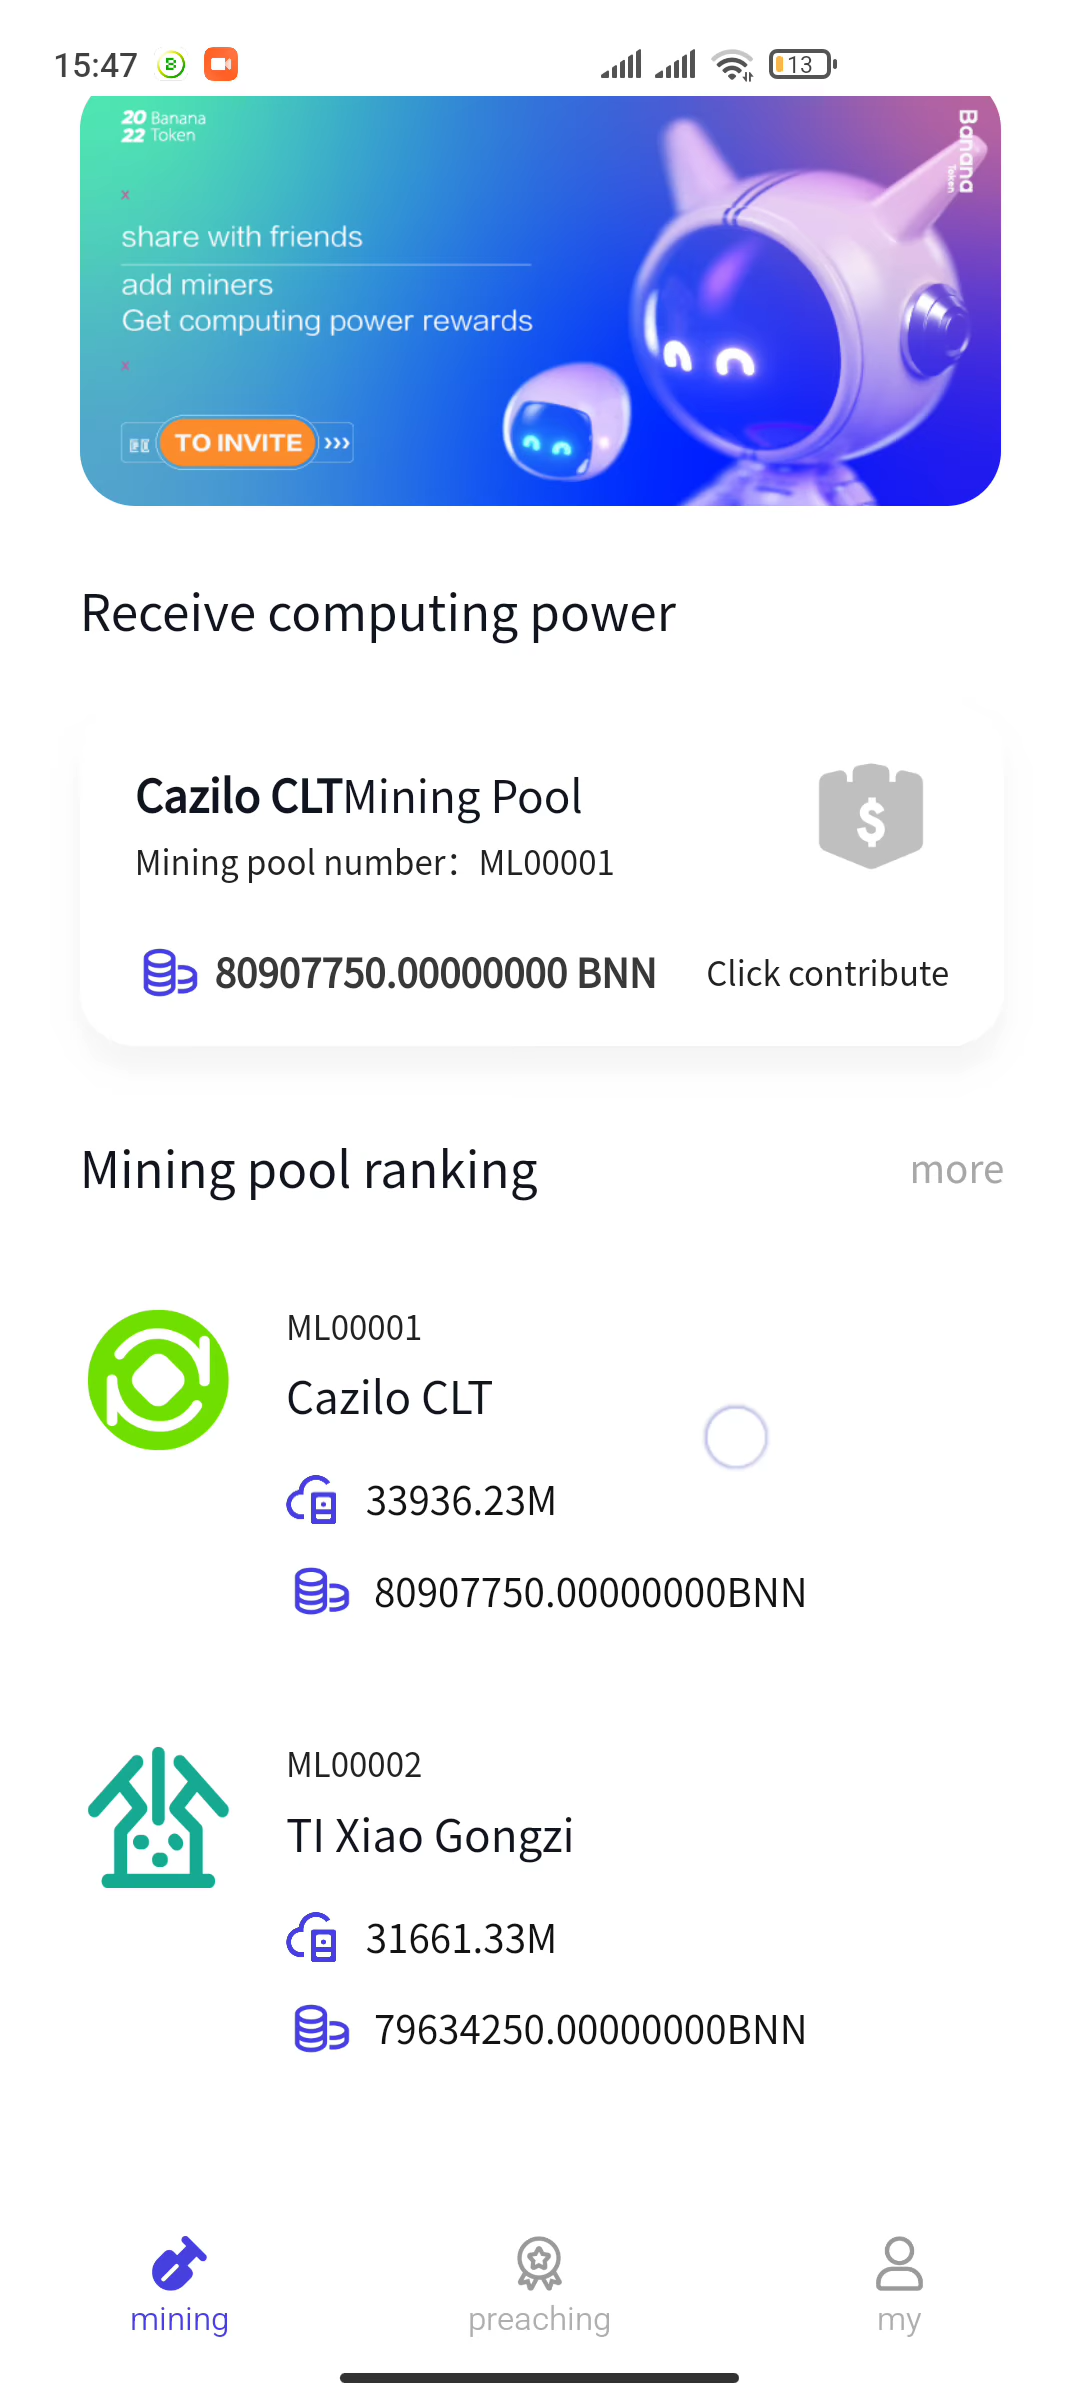 15:47
B
13
20 Banana
22 Token
Banana
Token
x
share with friends
add miners
Get computing power rewards
x
TO INVITE >>>
Receive computing power
Cazilo CLTMining Pool
Mining pool number：ML00001
$
80907750.00000000 BNN
Click contribute
Mining pool ranking
more
ML00001
Cazilo CLT
33936.23M
80907750.00000000BNN
ML00002
TI Xiao Gongzi
31661.33M
79634250.00000000BNN
mining
preaching
my